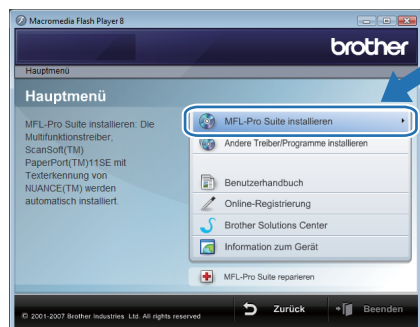 Macromedia Flash Player 8
brother
Hauptmenü
Hauptmenü
MFL-Pro Suite installieren: Die
Multifunktionstreiber,
ScanSoft(TM)
PaperPort(TM)11SE mit
Texterkennung von
NUANCE(TM) werden
automatisch installiert.
MFL-Pro Suite installieren
Andere Treiber/Programme installieren
Benutzerhandbuch
Online-Registrierung
Brother Solutions Center
Information zum Gerät
MFL-Pro Suite reparieren
© 2001-2007 Brother Industries Ltd. All rights reserved
Zurück
Beenden